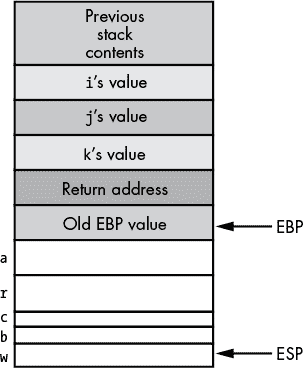 Previous
stack
contents
i's value
j's value
k's value
Return address
Old EBP value
EBP
a
r
c
b
w
ESP